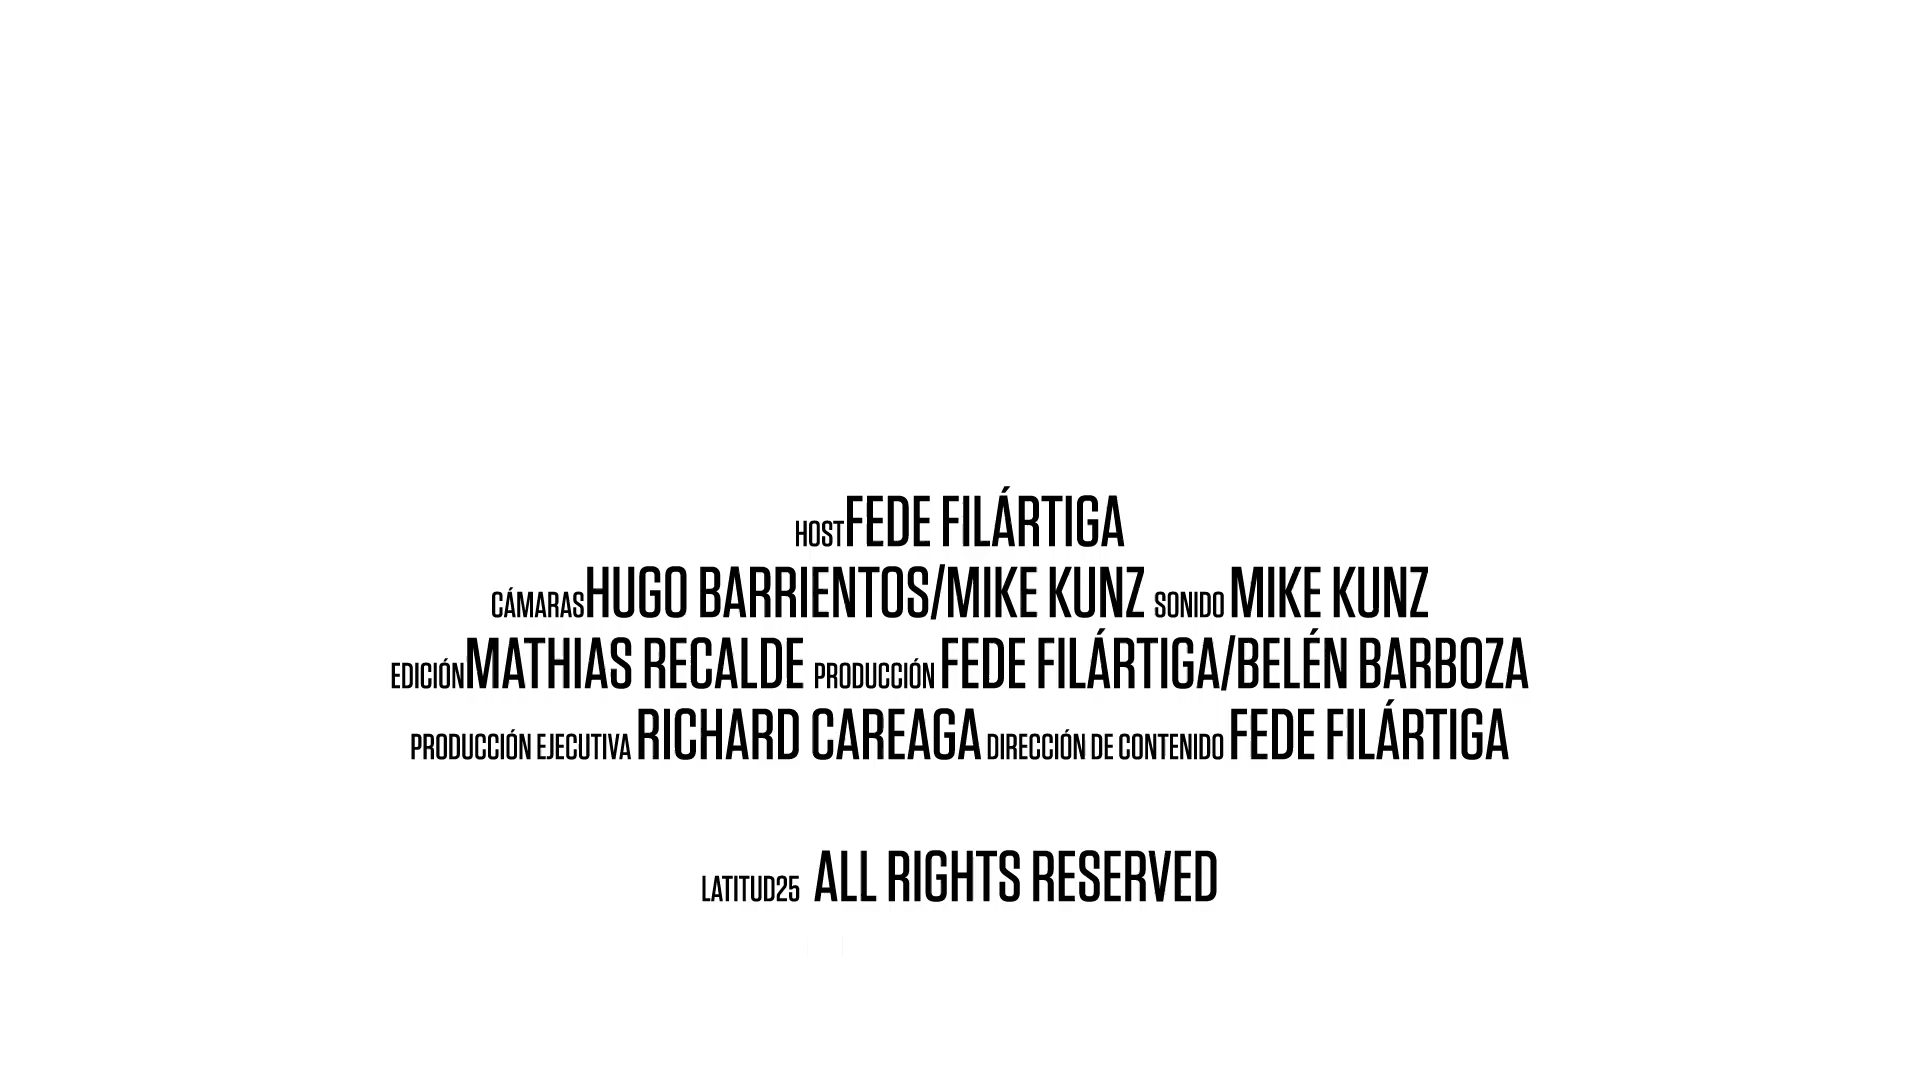 HOST FEDE FILÁRTIGA
CÁMARAS HUGO BARRIENTOS/MIKE KUNZ SONIDO MIKE KUNZ
EDICIÓN MATHIAS RECALDE PRODUCCIÓN FEDE FILÁRTIGA/BELÉN BARBOZA
PRODUCCIÓN EJECUTIVA RICHARD CAREAGA DIRECCIÓN DE CONTENIDO FEDE FILÁRTIGA
LATITUD25 ALL RIGHTS RESERVED